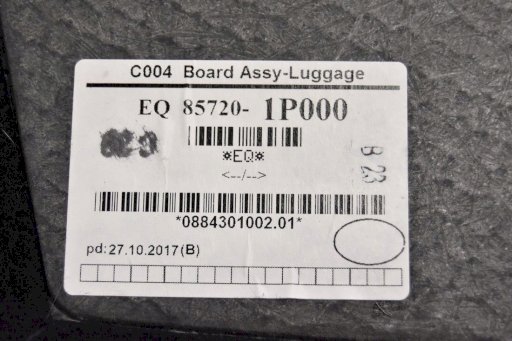 C004 Board Assy-Luggage
EQ 85720- 1P000
*EQ*
<--/-->
B 23
*0884301002.01*
pd: 27.10.2017 (B)